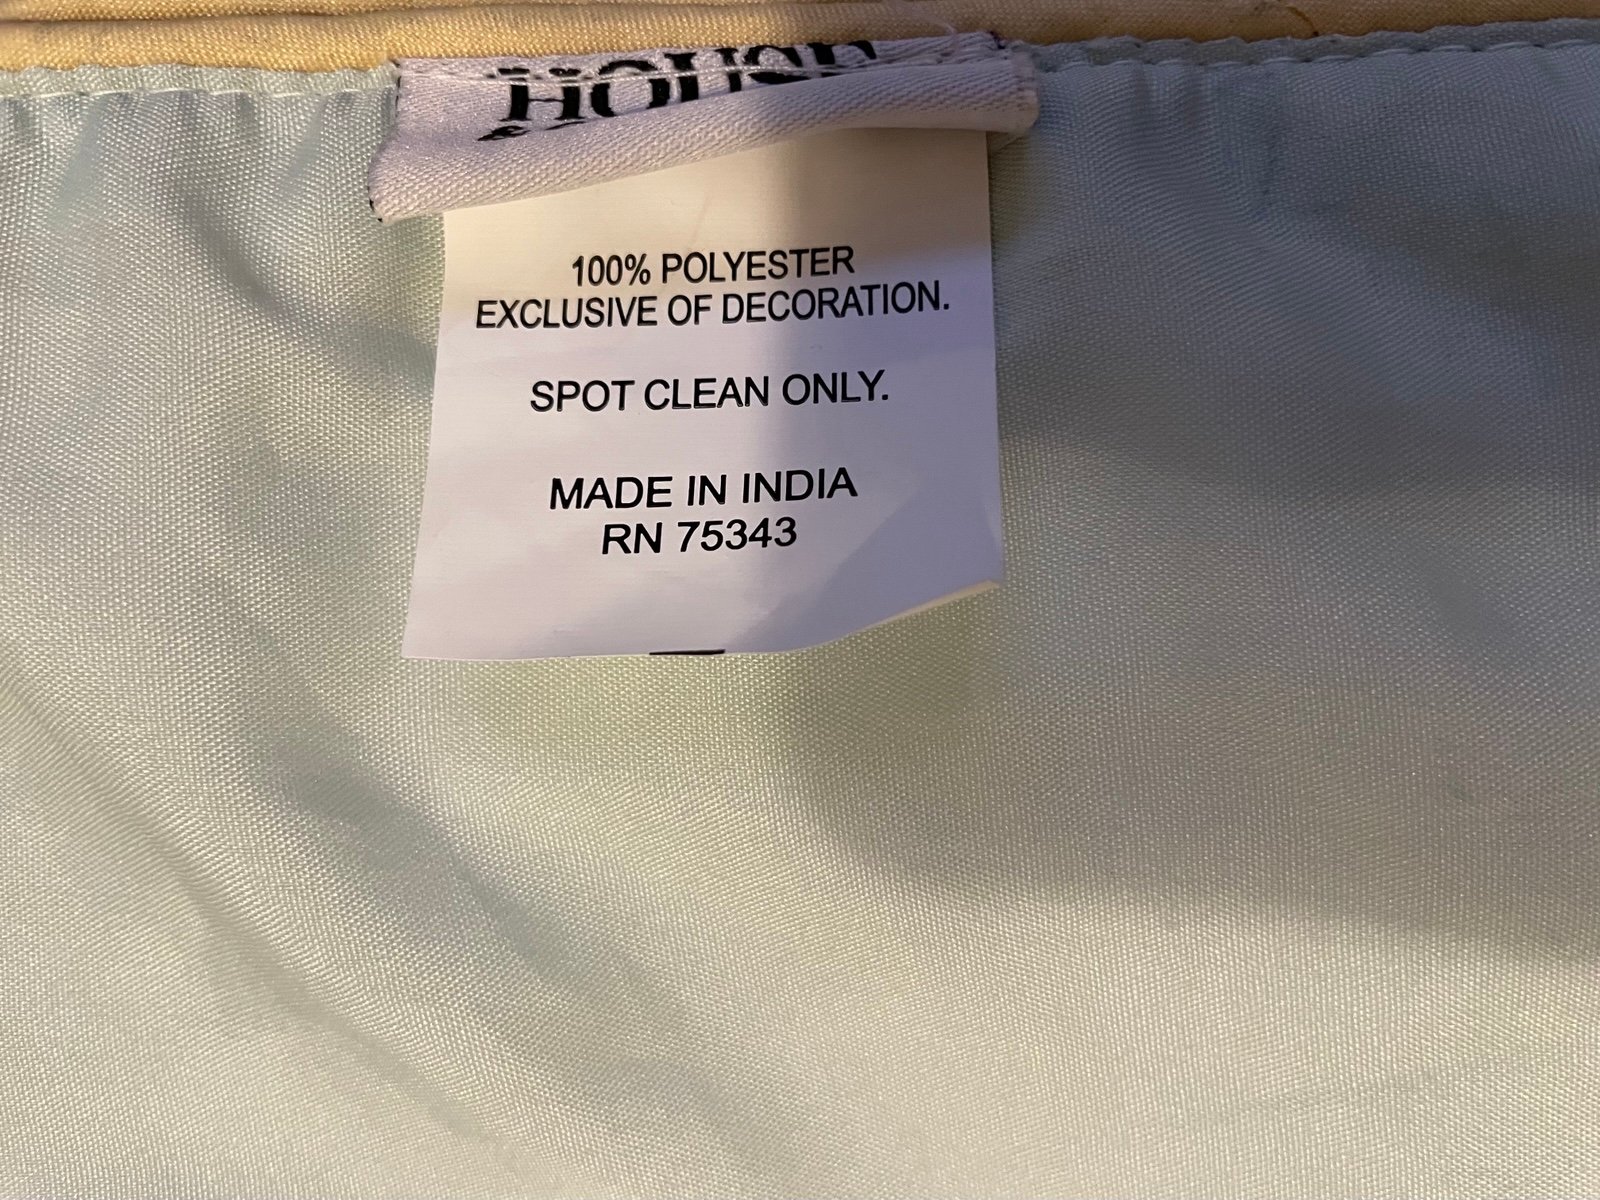 HOUSE
100% POLYESTER
EXCLUSIVE OF DECORATION.
SPOT CLEAN ONLY.
MADE IN INDIA
RN 75343